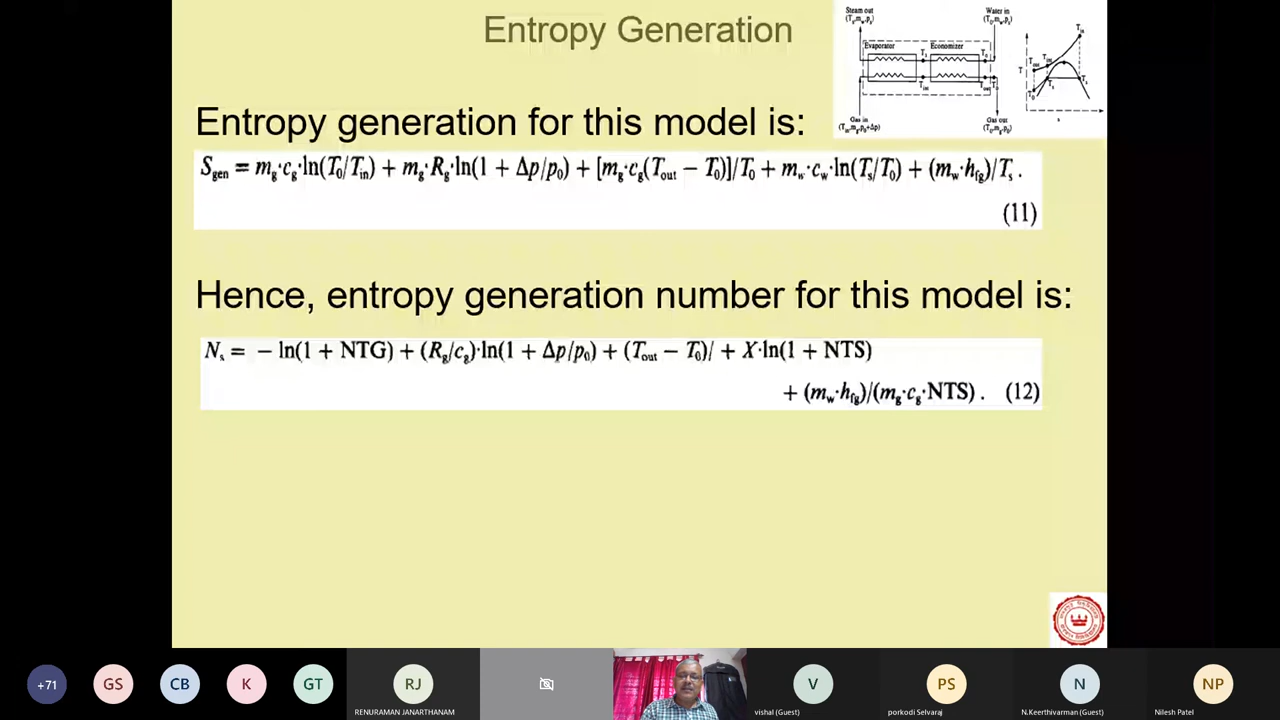 Entropy Generation
Steam out
Water in
Evaporator
Economizer
Gas in
Gas out
Entropy generation for this model is:
S_gen = m_g·c_g·ln(T_0/T_in) + m_g·R_g·ln(1 + Δp/p_0) + [m_g·c_g(T_out − T_0)]/T_0 + m_w·c_w·ln(T_s/T_0) + (m_w·h_fg)/T_s .
(11)
Hence, entropy generation number for this model is:
N_s = − ln(1 + NTG) + (R_g/c_g)·ln(1 + Δp/p_0) + (T_out − T_0)/ + X·ln(1 + NTS)
+ (m_w·h_fg)/(m_g·c_g·NTS) . (12)
+71
GS
CB
K
GT
RJ
RENURAMAN JANARTHANAM
V
vishal (Guest)
PS
porkodi Selvaraj
N
N.Keerthivarman (Guest)
NP
Nilesh Patel